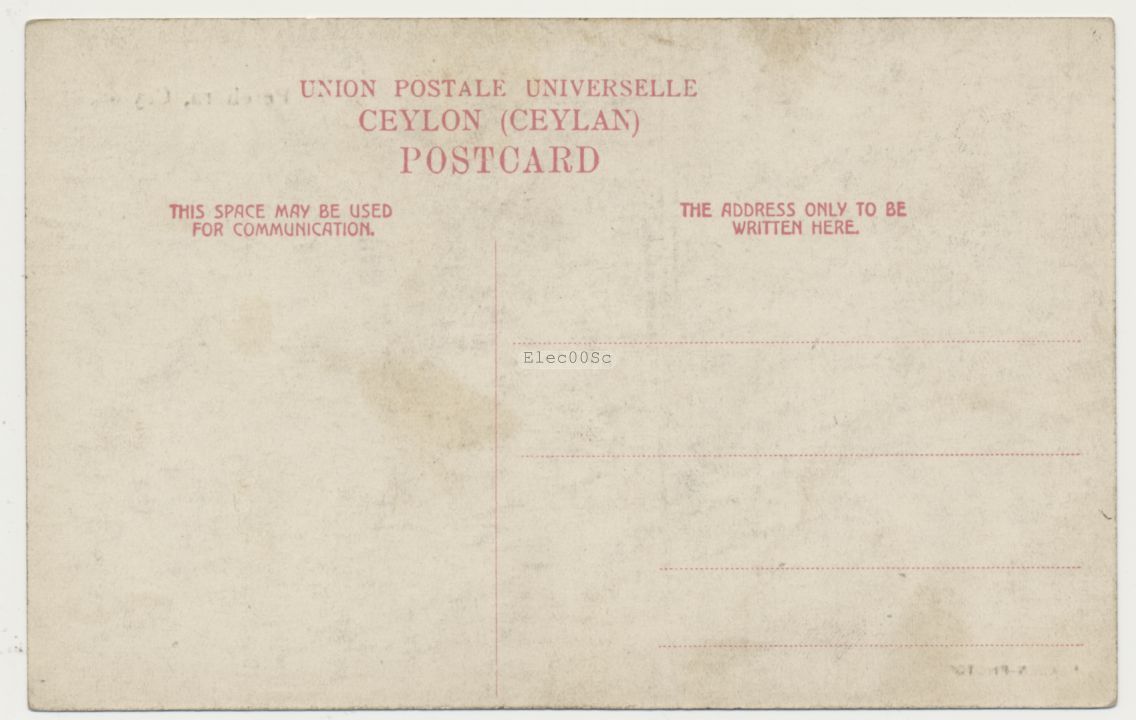 UNION POSTALE UNIVERSELLE
CEYLON (CEYLAN)
POSTCARD
THIS SPACE MAY BE USED
FOR COMMUNICATION.
THE ADDRESS ONLY TO BE
WRITTEN HERE.
Elec00Sc